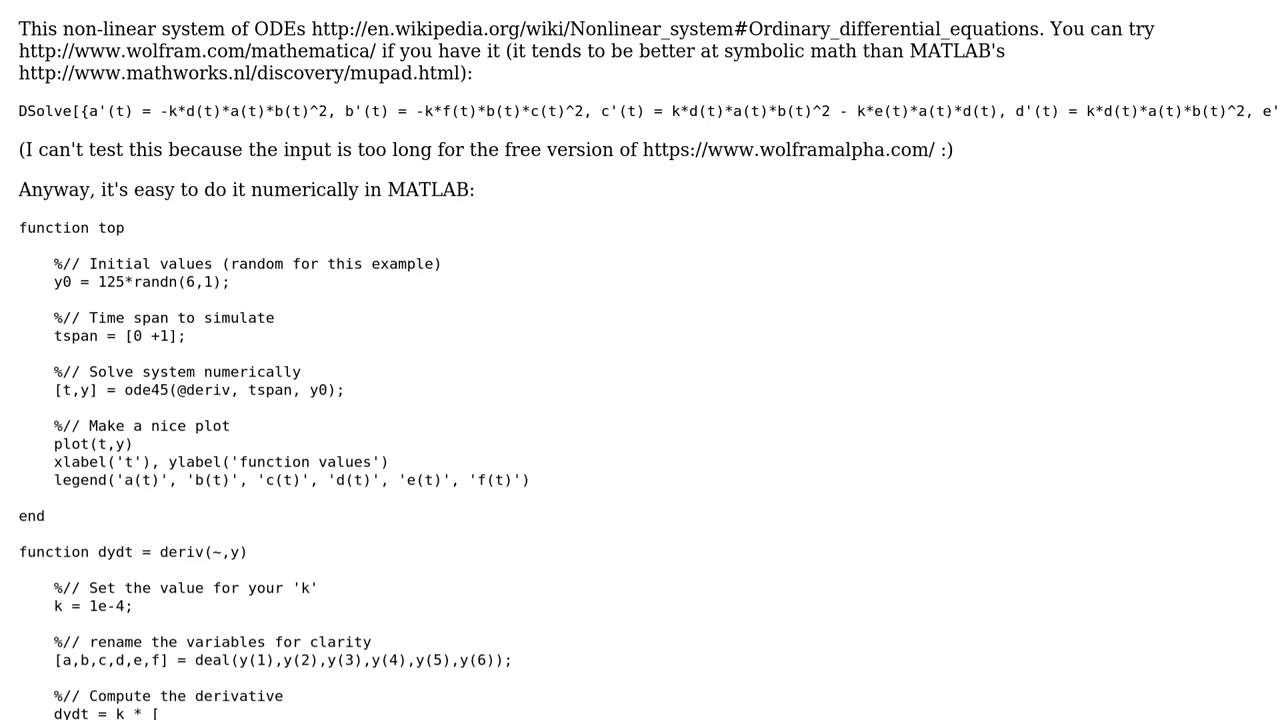 This non-linear system of ODEs http://en.wikipedia.org/wiki/Nonlinear_system#Ordinary_differential_equations. You can try
http://www.wolfram.com/mathematica/ if you have it (it tends to be better at symbolic math than MATLAB's
http://www.mathworks.nl/discovery/mupad.html):
DSolve[{a'(t) = -k*d(t)*a(t)*b(t)^2, b'(t) = -k*f(t)*b(t)*c(t)^2, c'(t) = k*d(t)*a(t)*b(t)^2 - k*e(t)*a(t)*d(t), d'(t) = k*d(t)*a(t)*b(t)^2, e'
(I can't test this because the input is too long for the free version of https://www.wolframalpha.com/ :)
Anyway, it's easy to do it numerically in MATLAB:
function top
%// Initial values (random for this example)
y0 = 125*randn(6,1);
%// Time span to simulate
tspan = [0 +1];
%// Solve system numerically
[t,y] = ode45(@deriv, tspan, y0);
%// Make a nice plot
plot(t,y)
xlabel('t'), ylabel('function values')
legend('a(t)', 'b(t)', 'c(t)', 'd(t)', 'e(t)', 'f(t)')
end
function dydt = deriv(~,y)
%// Set the value for your 'k'
k = 1e-4;
%// rename the variables for clarity
[a,b,c,d,e,f] = deal(y(1),y(2),y(3),y(4),y(5),y(6));
%// Compute the derivative
dydt = k * [